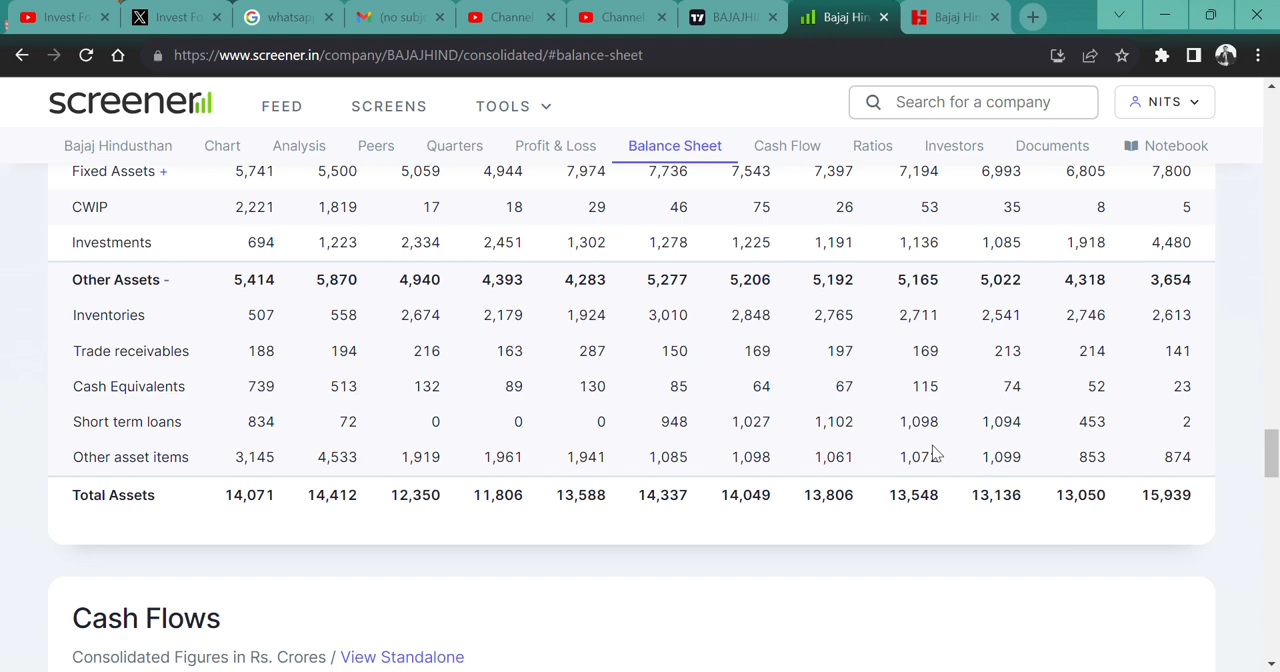 Invest Fo
Invest Fo
whatsap
(no subj
Channel
Channel
BAJAJHI
Bajaj Hin
Bajaj Hin
https://www.screener.in/company/BAJAJHIND/consolidated/#balance-sheet
screener
FEED
SCREENS
TOOLS
Search for a company
NITS
Bajaj Hindusthan Chart Analysis Peers Quarters Profit & Loss Balance Sheet Cash Flow Ratios Investors Documents Notebook
Fixed Assets + 5,741 5,500 5,059 4,944 7,974 7,736 7,543 7,397 7,194 6,993 6,805 7,800
CWIP 2,221 1,819 17 18 29 46 75 26 53 35 8 5
Investments 694 1,223 2,334 2,451 1,302 1,278 1,225 1,191 1,136 1,085 1,918 4,480
Other Assets - 5,414 5,870 4,940 4,393 4,283 5,277 5,206 5,192 5,165 5,022 4,318 3,654
Inventories 507 558 2,674 2,179 1,924 3,010 2,848 2,765 2,711 2,541 2,746 2,613
Trade receivables 188 194 216 163 287 150 169 197 169 213 214 141
Cash Equivalents 739 513 132 89 130 85 64 67 115 74 52 23
Short term loans 834 72 0 0 0 948 1,027 1,102 1,098 1,094 453 2
Other asset items 3,145 4,533 1,919 1,961 1,941 1,085 1,098 1,061 1,099 853 874
Total Assets 14,071 14,412 12,350 11,806 13,588 14,337 14,049 13,806 13,548 13,136 13,050 15,939
Cash Flows
Consolidated Figures in Rs. Crores / View Standalone